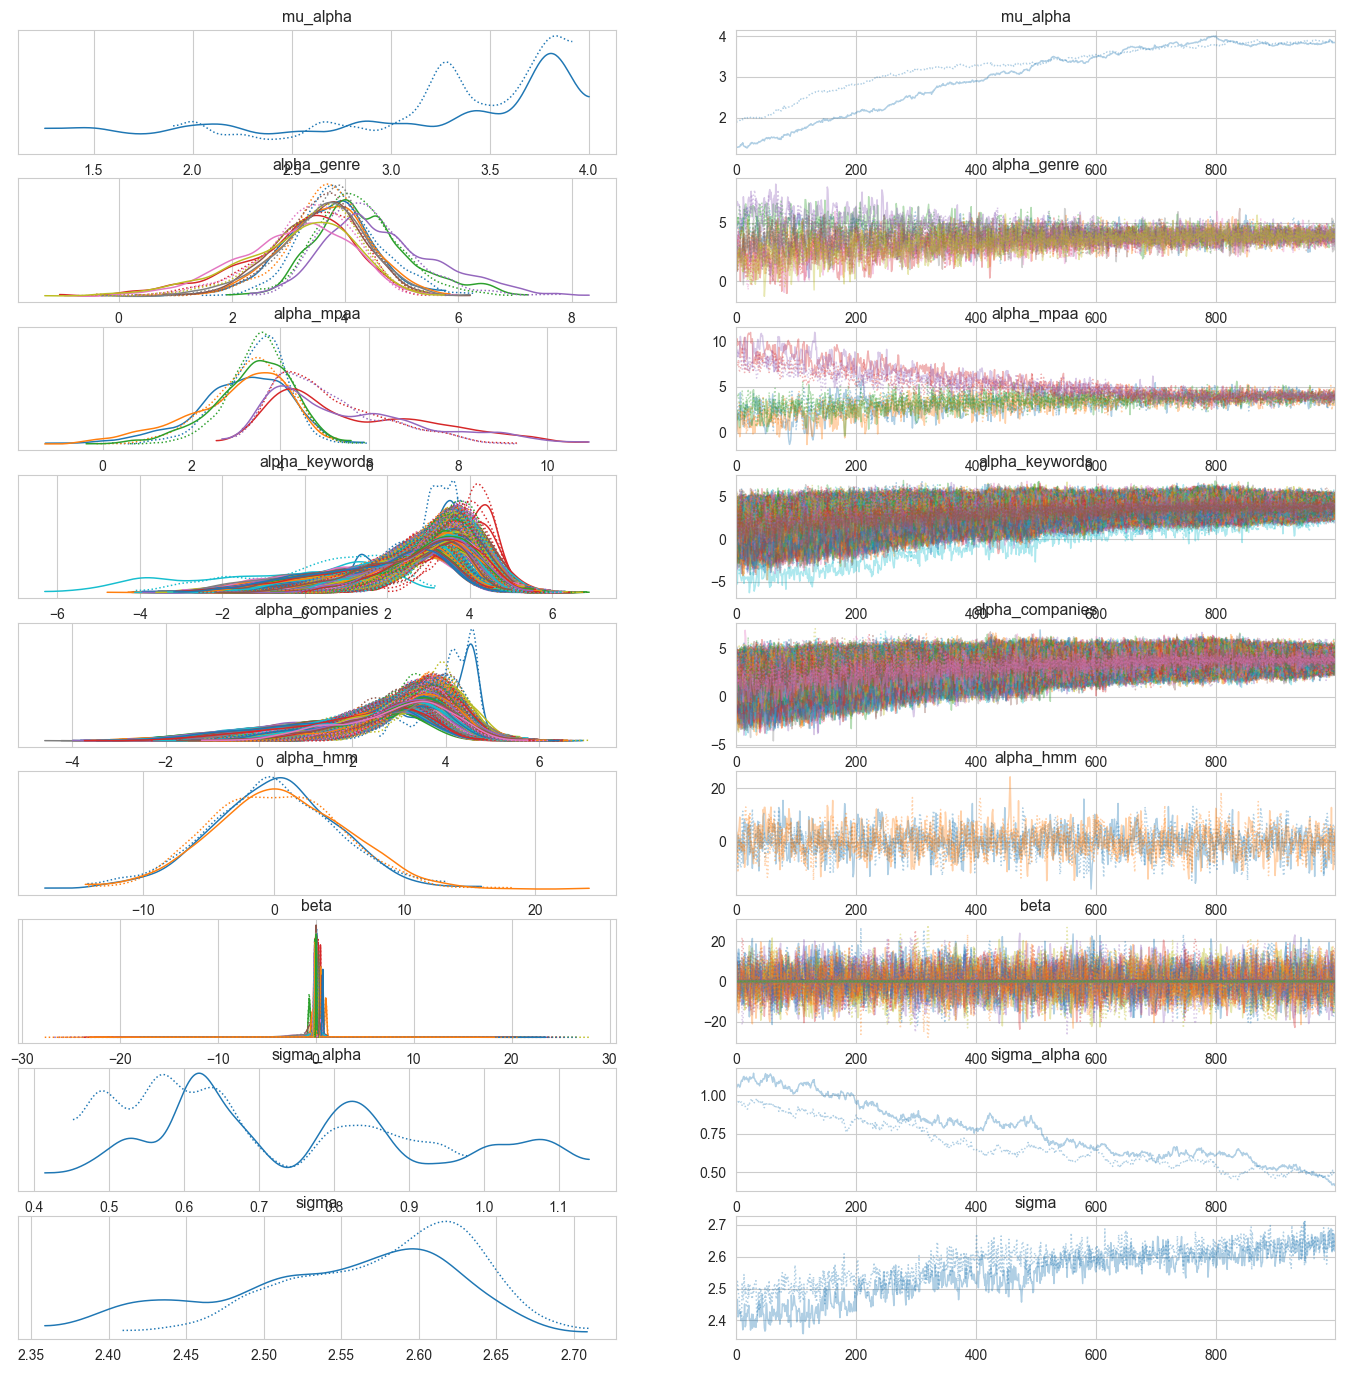 mu_alpha mu_alpha
4
3
2
1.5 2.0 2.5 3.0 3.5 4.0 0 200 400 600 800
alpha_genre alpha_genre
5
0
0 2 4 6 8 0 200 400 600 800
alpha_mpaa alpha_mpaa
10
5
0
0 2 4 6 8 10 0 200 400 600 800
alpha_keywords alpha_keywords
5
0
−5
−6 −4 −2 0 2 4 6 0 200 400 600 800
alpha_companies alpha_companies
5
0
−5
−4 −2 0 2 4 6 0 200 400 600 800
alpha_hmm alpha_hmm
20
0
−10 0 10 20 0 200 400 600 800
beta beta
20
0
−20
−30 −20 −10 0 10 20 30 0 200 400 600 800
sigma_alpha sigma_alpha
1.00
0.75
0.50
0.4 0.5 0.6 0.7 0.8 0.9 1.0 1.1 0 200 400 600 800
sigma sigma
2.7
2.6
2.5
2.4
2.35 2.40 2.45 2.50 2.55 2.60 2.65 2.70 0 200 400 600 800